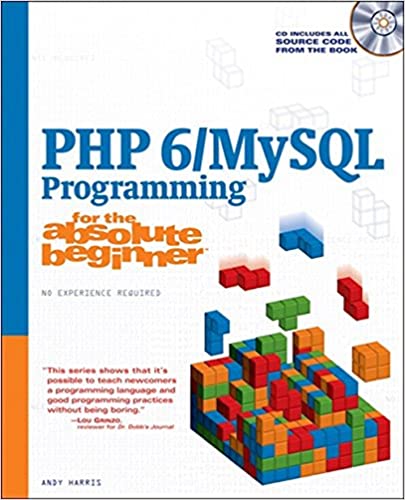 CD INCLUDES ALL
SOURCE CODE
FROM THE BOOK
PHP 6/MySQL
Programming
for the
absolute
beginner™
NO EXPERIENCE REQUIRED
"This series shows that it's
possible to teach newcomers
a programming language and
good programming practices
without being boring."
—Lou Grinzo,
reviewer for Dr. Dobb's Journal
ANDY HARRIS